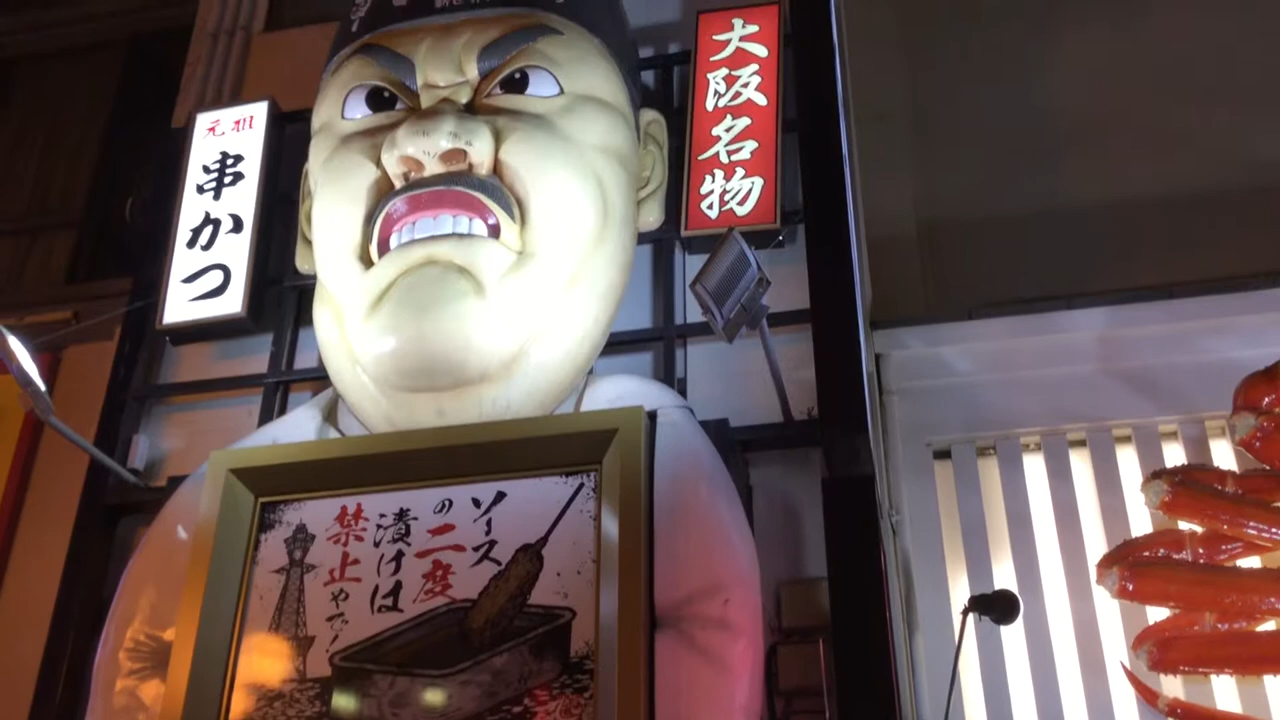 元祖
串かつ
大阪名物
ソース
の二度
漬けは
禁止やで!